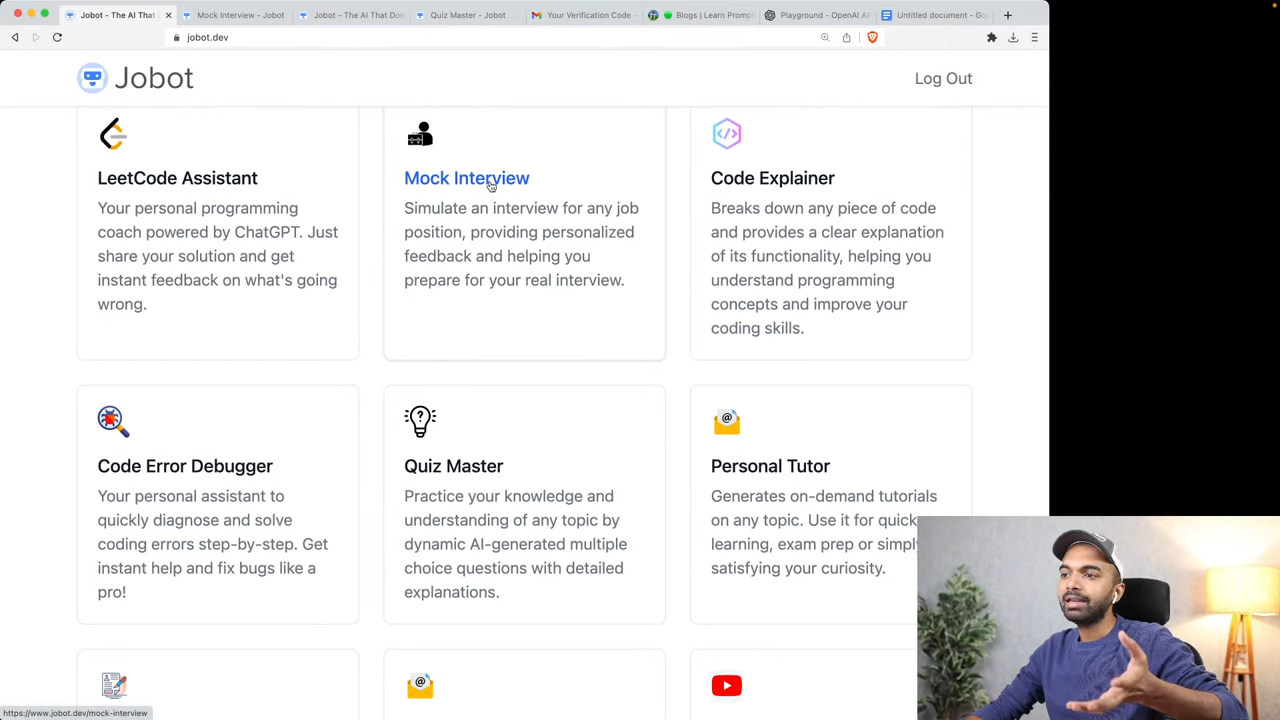 Jobot - The AI That
Mock Interview - Jobot
Jobot - The AI That Doe
Quiz Master - Jobot
Your Verification Code -
Blogs | Learn Prompt
Playground - OpenAI AP
Untitled document - Go
jobot.dev
Jobot
Log Out
LeetCode Assistant
Your personal programming
coach powered by ChatGPT. Just
share your solution and get
instant feedback on what's going
wrong.
Mock Interview
Simulate an interview for any job
position, providing personalized
feedback and helping you
prepare for your real interview.
Code Explainer
Breaks down any piece of code
and provides a clear explanation
of its functionality, helping you
understand programming
concepts and improve your
coding skills.
Code Error Debugger
Your personal assistant to
quickly diagnose and solve
coding errors step-by-step. Get
instant help and fix bugs like a
pro!
Quiz Master
Practice your knowledge and
understanding of any topic by
dynamic AI-generated multiple
choice questions with detailed
explanations.
Personal Tutor
Generates on-demand tutorials
on any topic. Use it for quick
learning, exam prep or simply
satisfying your curiosity.
https://www.jobot.dev/mock-interview